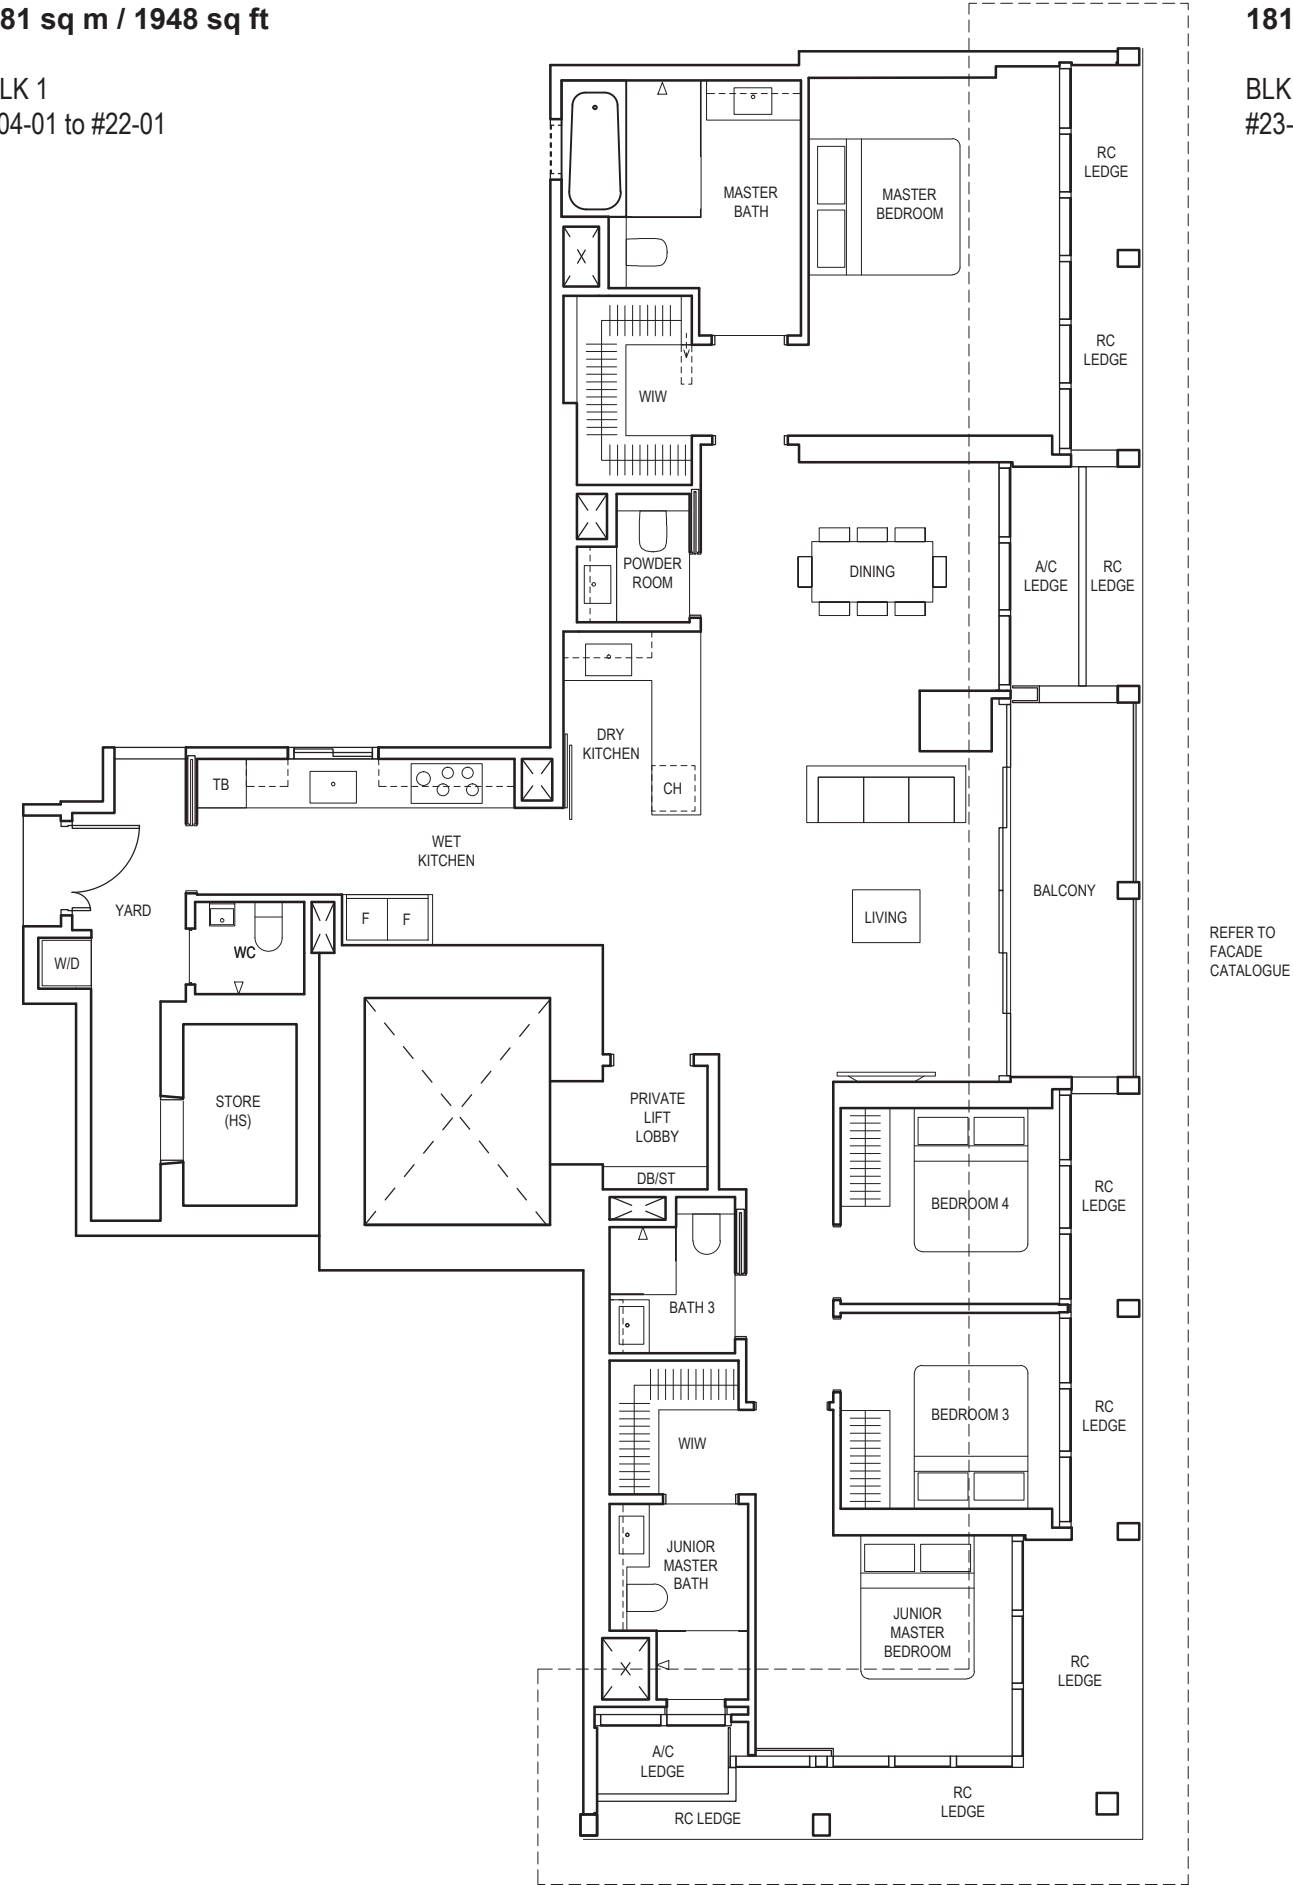 81 sq m / 1948 sq ft
181
LK 1
BLK
04-01 to #22-01
#23-
RC
LEDGE
MASTER
BATH
MASTER
BEDROOM
X
RC
LEDGE
WIW
POWDER
ROOM
DINING
A/C
LEDGE
RC
LEDGE
DRY
KITCHEN
TB
CH
WET
KITCHEN
YARD
F
F
LIVING
BALCONY
WC
W/D
REFER TO
FACADE
CATALOGUE
STORE
(HS)
PRIVATE
LIFT
LOBBY
DB/ST
BEDROOM 4
RC
LEDGE
BATH 3
BEDROOM 3
RC
LEDGE
WIW
JUNIOR
MASTER
BATH
JUNIOR
MASTER
BEDROOM
X
RC
LEDGE
A/C
LEDGE
RC LEDGE
RC
LEDGE